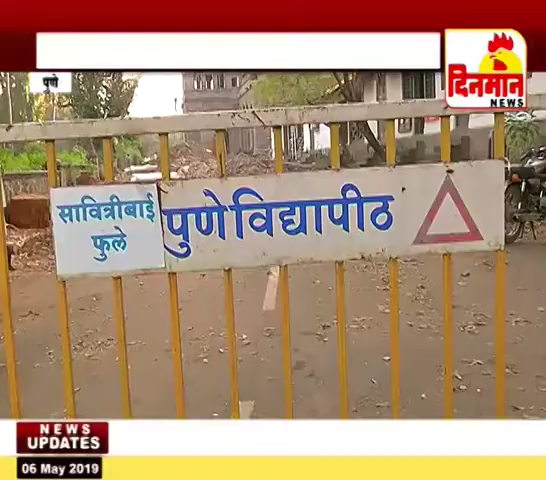 दिनमान
NEWS
पुणे
सावित्रीबाई
फुले
पुणे विद्यापीठ
NEWS
UPDATES
06 May 2019